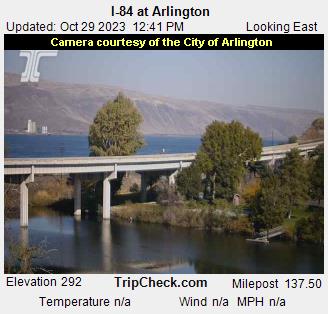 I-84 at Arlington
Updated: Oct 29 2023 12:41 PM Looking East
Camera courtesy of the City of Arlington
Elevation 292 TripCheck.com Milepost 137.50
Temperature n/a Wind n/a MPH n/a